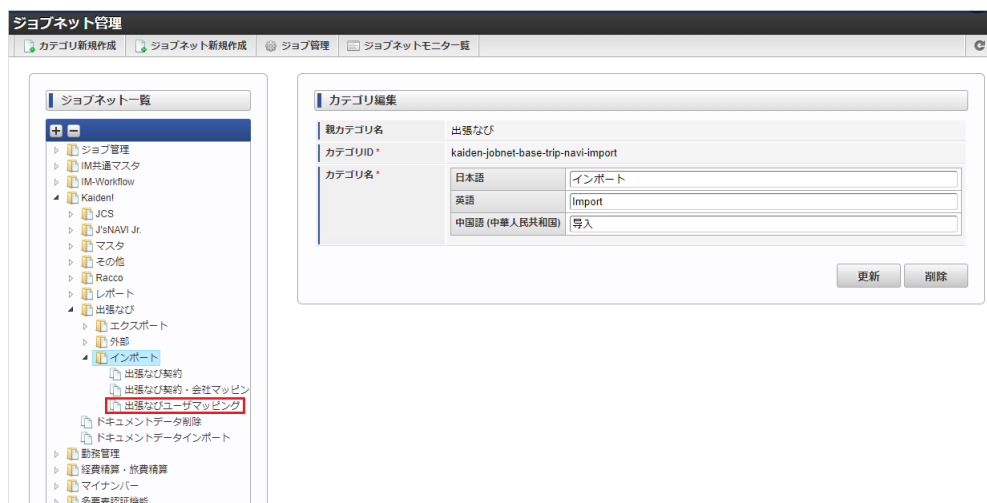 ジョブネット管理
カテゴリ新規作成 ジョブネット新規作成 ジョブ管理 ジョブネットモニタ一覧
ジョブネット一覧
ジョブ管理
IM共通マスタ
IM-Workflow
Kaiden!
JCS
J'sNAVI Jr.
マスタ
その他
Racco
レポート
出張なび
エクスポート
外部
インポート
出張なび契約
出張なび契約・会社マッピン
出張なびユーザマッピング
ドキュメントデータ削除
ドキュメントデータインポート
勤務管理
経費精算・旅費精算
マイナンバー
多要素認証機能
カテゴリ編集
親カテゴリ名 出張なび
カテゴリID * kaiden-jobnet-base-trip-navi-import
カテゴリ名 * 日本語 インポート
英語 Import
中国語 (中華人民共和国) 导入
更新 削除